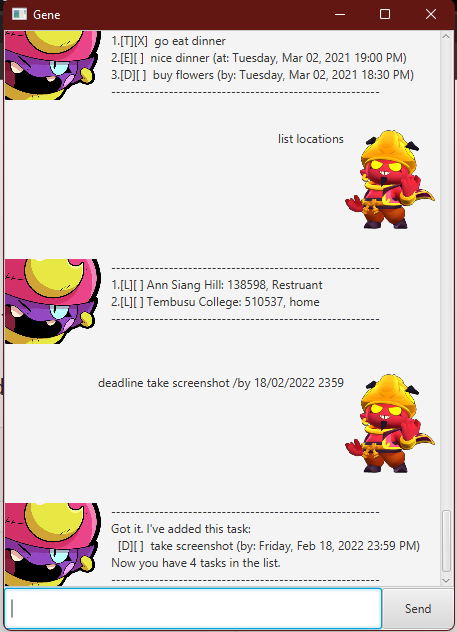 Gene
1.[T][X]  go eat dinner
2.[E][ ]  nice dinner (at: Tuesday, Mar 02, 2021 19:00 PM)
3.[D][ ]  buy flowers (by: Tuesday, Mar 02, 2021 18:30 PM)
------------------------------------------------------------
list locations
------------------------------------------------------------
1.[L][ ] Ann Siang Hill: 138598, Restruant
2.[L][ ] Tembusu College: 510537, home
------------------------------------------------------------
deadline take screenshot /by 18/02/2022 2359
------------------------------------------------------------
Got it. I've added this task:
[D][ ]  take screenshot (by: Friday, Feb 18, 2022 23:59 PM)
Now you have 4 tasks in the list.
------------------------------------------------------------
Send